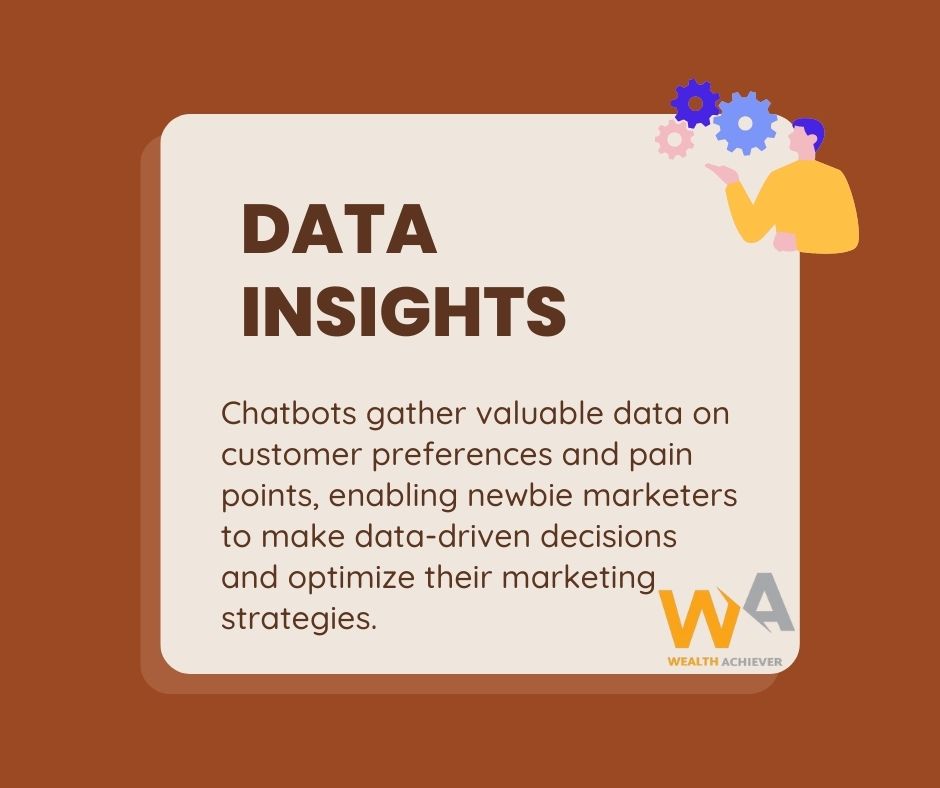 DATA
INSIGHTS
Chatbots gather valuable data on
customer preferences and pain
points, enabling newbie marketers
to make data-driven decisions
and optimize their marketing
strategies.
WA
WEALTH ACHIEVER